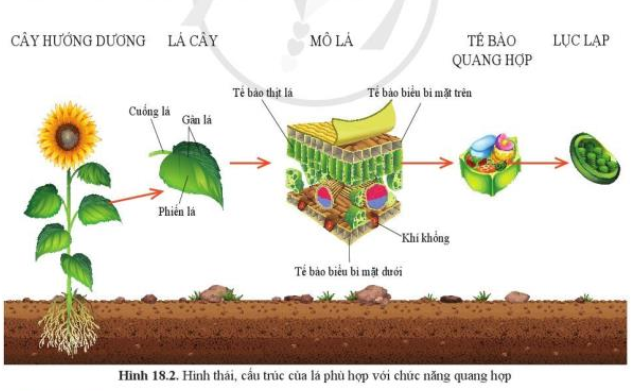 CÂY HƯỚNG DƯƠNG
LÁ CÂY
MÔ LÁ
TẾ BÀO
QUANG HỢP
LỤC LẠP
Cuống lá
Gân lá
Phiến lá
Tế bào thịt lá
Tế bào biểu bì mặt trên
Khí khổng
Tế bào biểu bì mặt dưới
Hình 18.2. Hình thái, cấu trúc của lá phù hợp với chức năng quang hợp